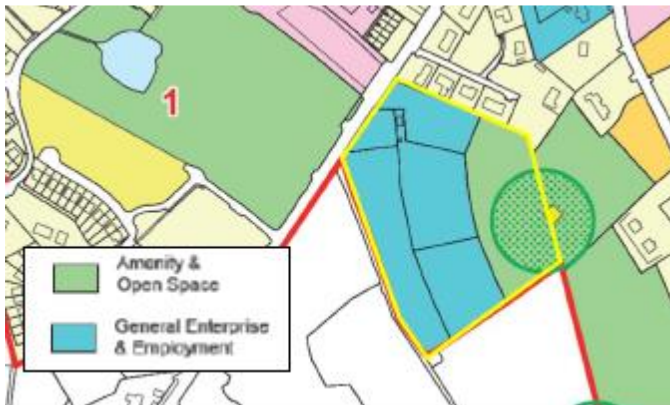 1
Amenity &
Open Space
General Enterprise
& Employment